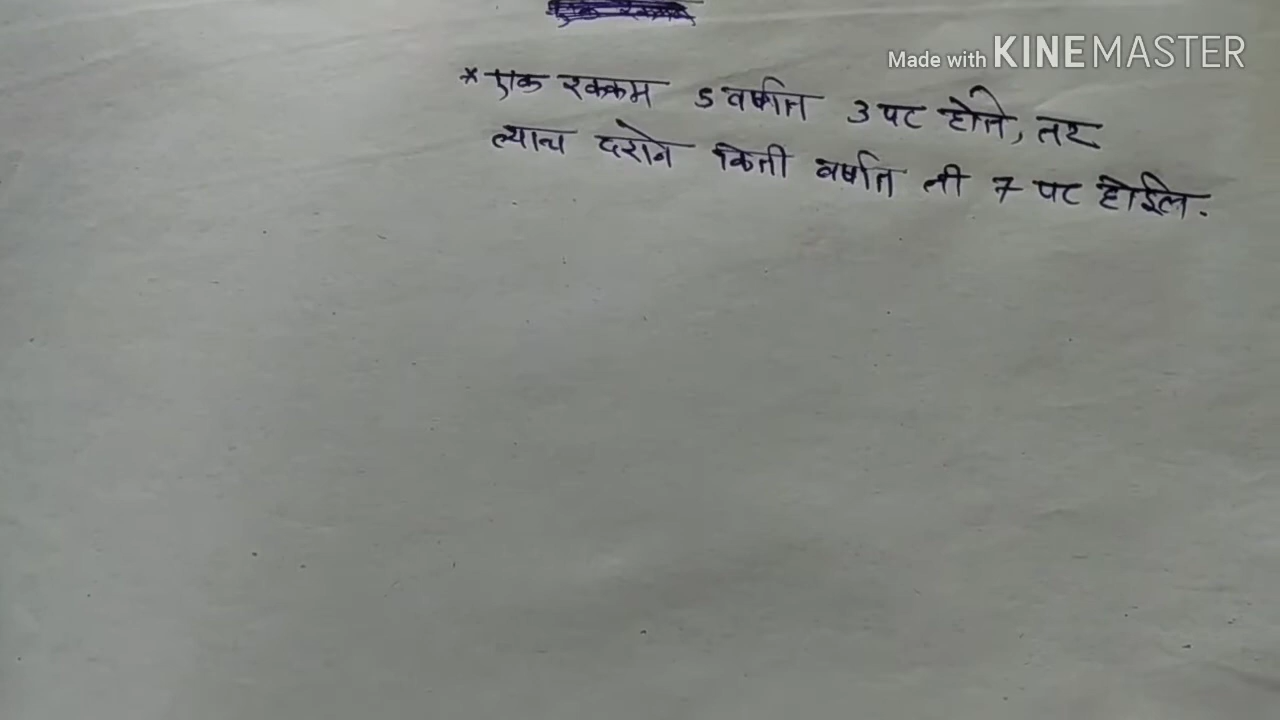 Made with KINEMASTER
* एक रक्कम 5 वर्षात 3 पट होते, तर
त्याच दराने किती वर्षात ती 7 पट होईल.